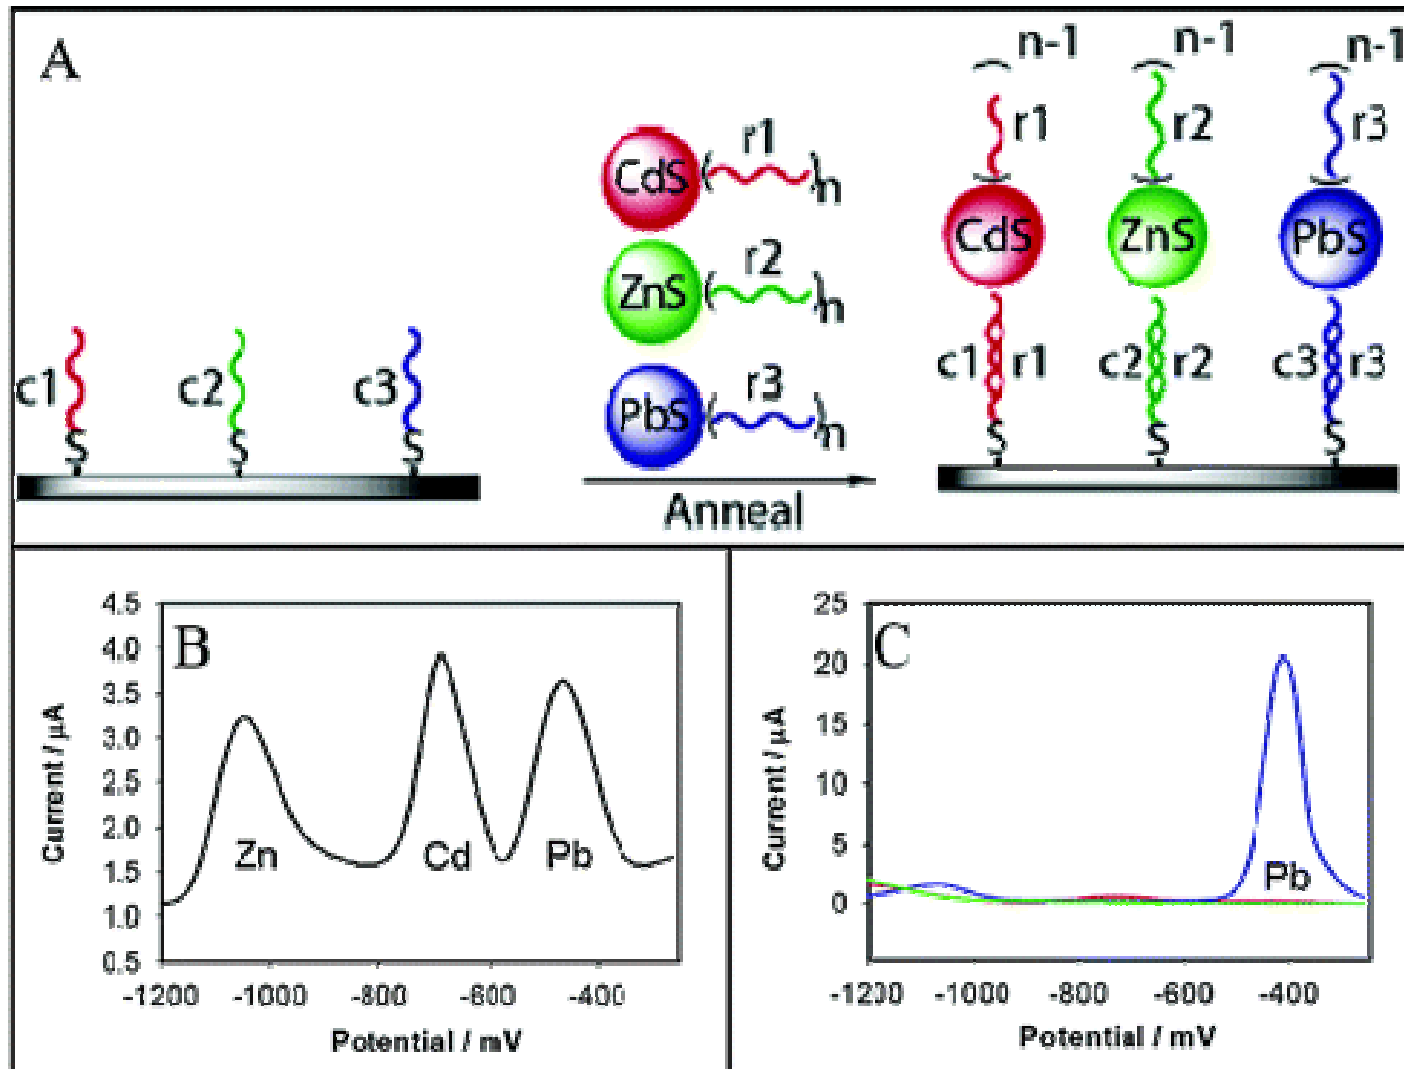 A
c1
c2
c3
S
S
S
CdS
r1
n
ZnS
r2
n
PbS
r3
n
Anneal
n-1
n-1
n-1
r1
r2
r3
CdS
ZnS
PbS
c1 r1
c2 r2
c3 r3
S
S
S
B
4.5
4.0
3.5
3.0
2.5
2.0
1.5
1.0
0.5
Current / µA
Zn
Cd
Pb
-1200 -1000 -800 -600 -400
Potential / mV
C
25
20
15
10
5
0
Current / µA
Pb
-1200 -1000 -800 -600 -400
Potential / mV